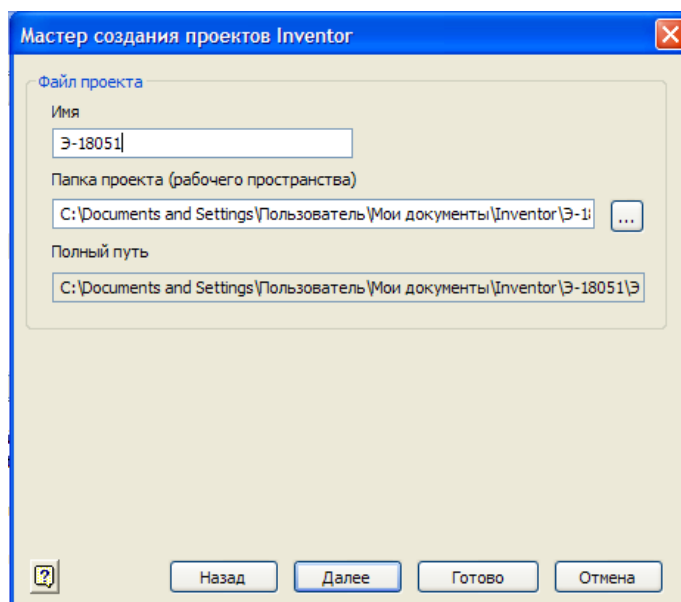 Мастер создания проектов Inventor
Файл проекта
Имя
Э-18051
Папка проекта (рабочего пространства)
C:\Documents and Settings\Пользователь\Мои документы\Inventor\Э-18
...
Полный путь
C:\Documents and Settings\Пользователь\Мои документы\Inventor\Э-18051\Э
Назад
Далее
Готово
Отмена